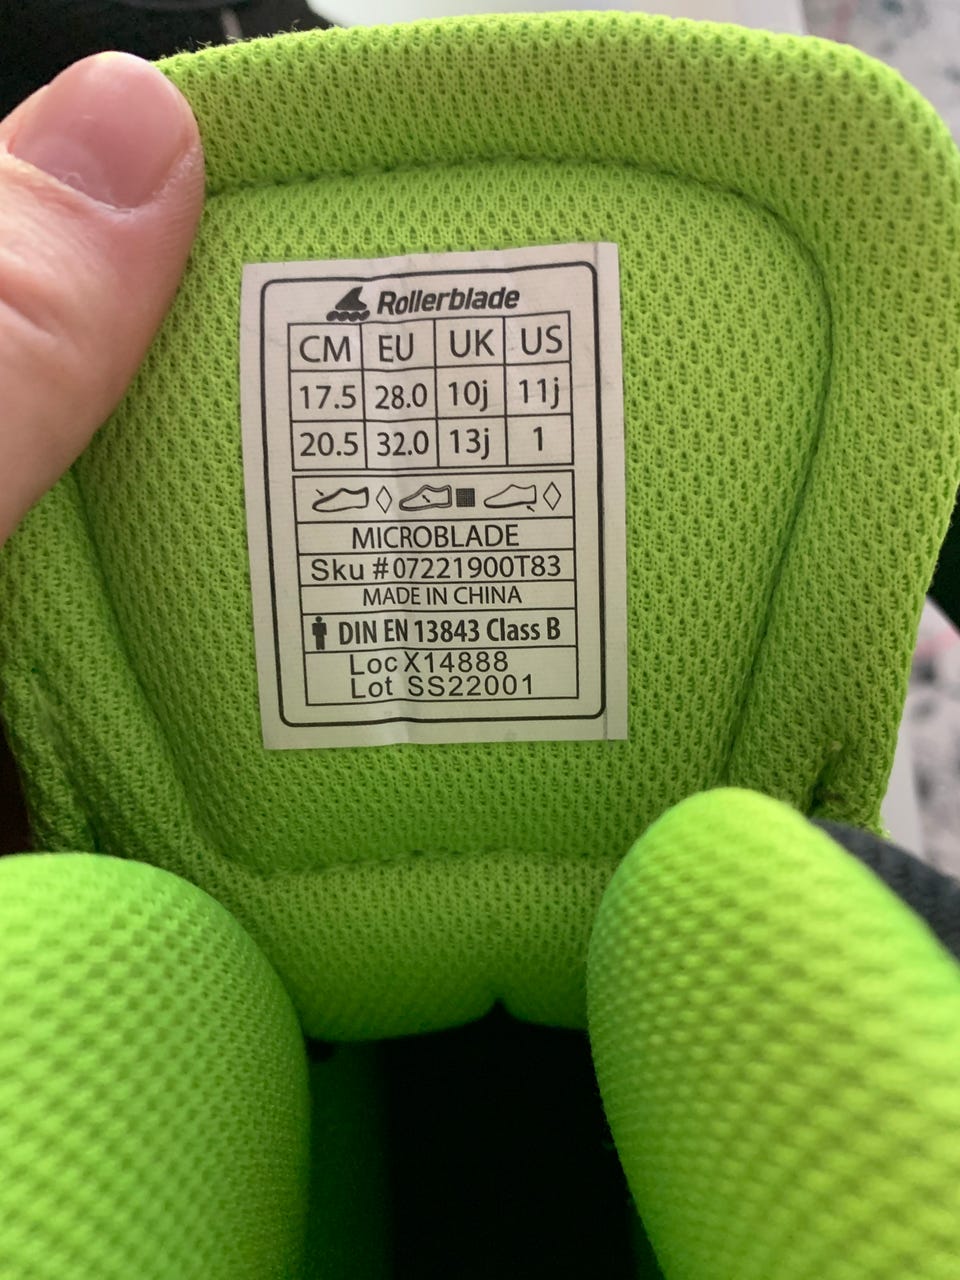 Rollerblade
CM EU UK US
17.5 28.0 10j 11j
20.5 32.0 13j 1
MICROBLADE
Sku #07221900T83
MADE IN CHINA
DIN EN 13843 Class B
Loc X14888
Lot SS22001